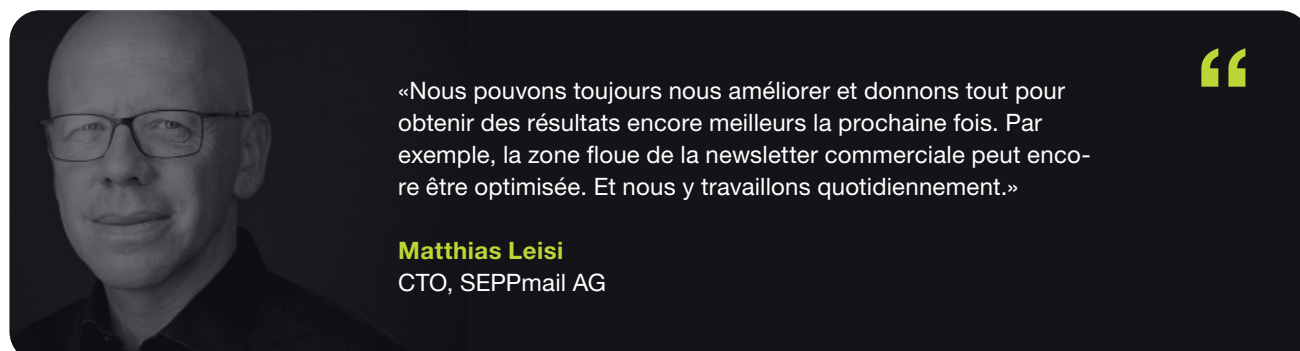 «Nous pouvons toujours nous améliorer et donnons tout pour
obtenir des résultats encore meilleurs la prochaine fois. Par
exemple, la zone floue de la newsletter commerciale peut enco-
re être optimisée. Et nous y travaillons quotidiennement.»
Matthias Leisi
CTO, SEPPmail AG